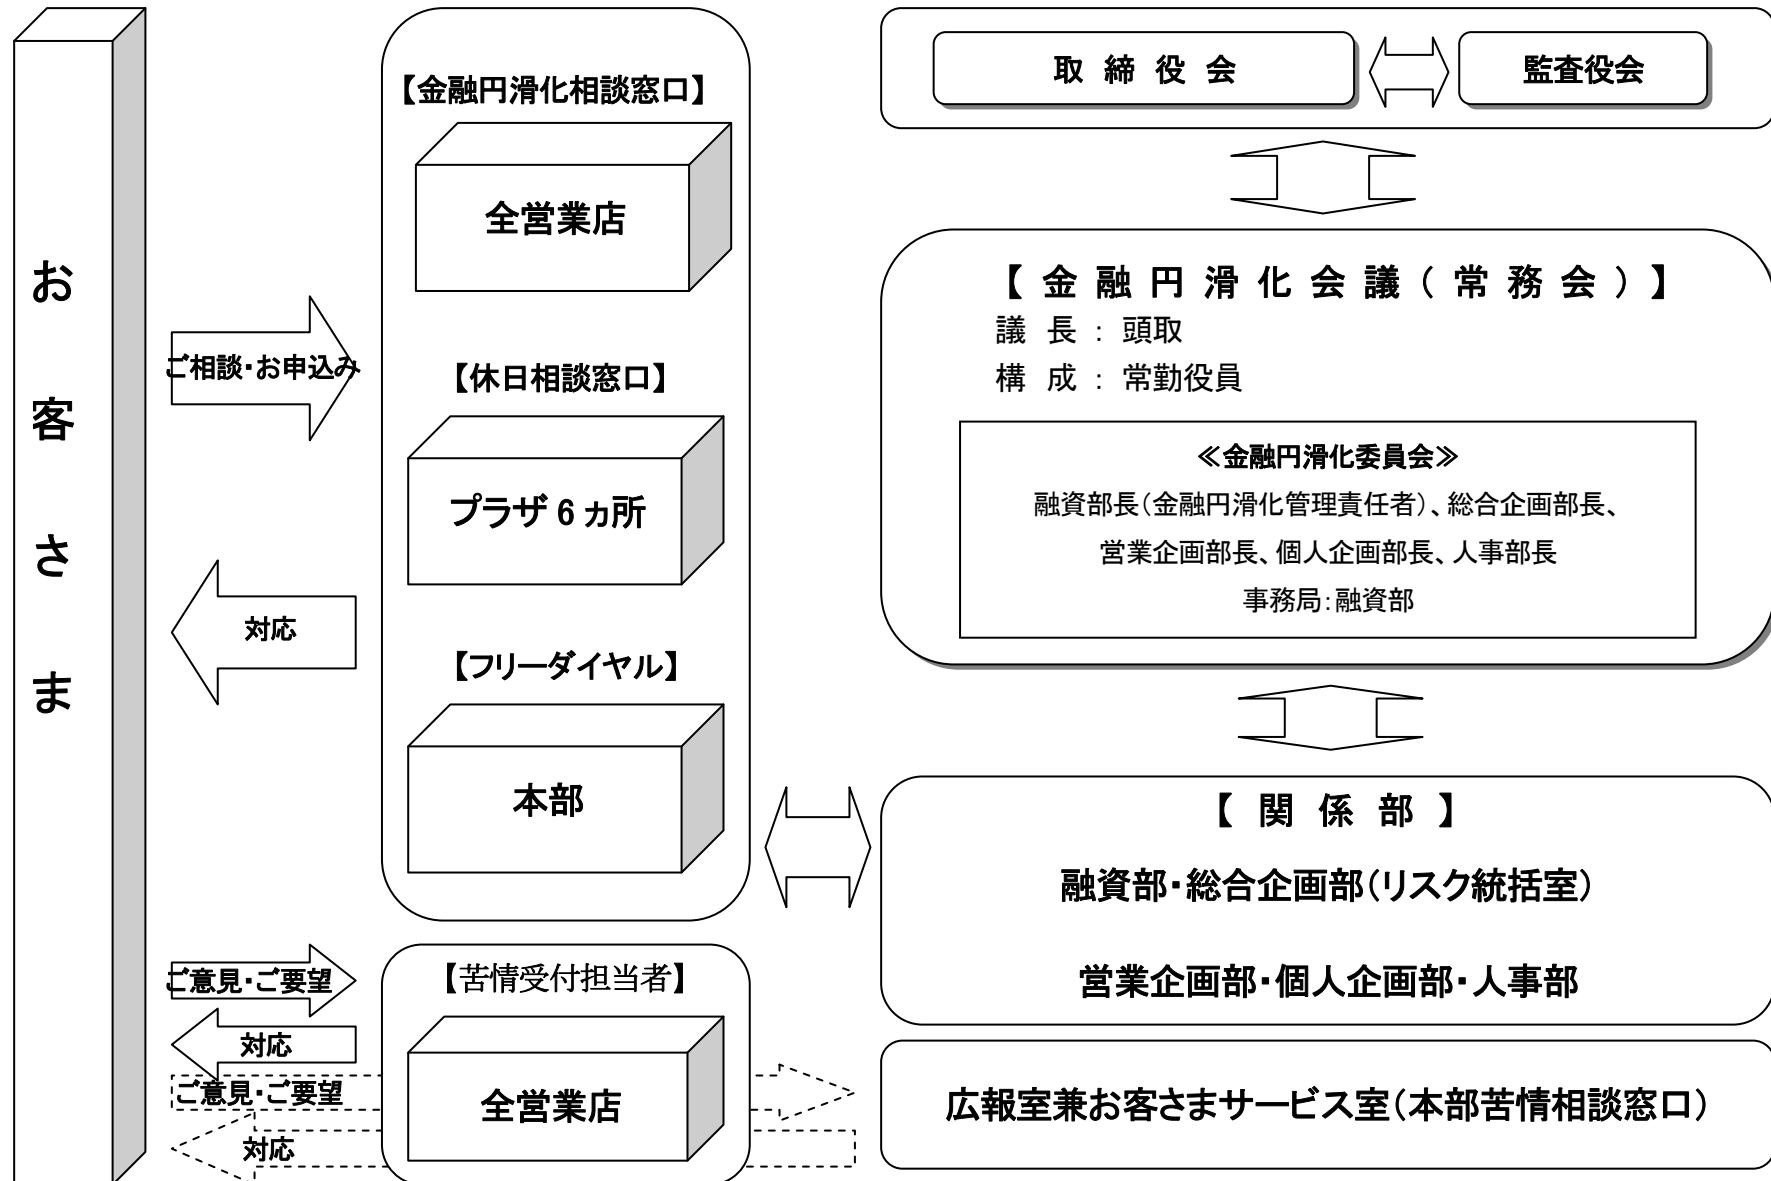 お客さま
ご相談・お申込み
対応
ご意見・ご要望
対応
ご意見・ご要望
対応
【金融円滑化相談窓口】
全営業店
【休日相談窓口】
プラザ6ヵ所
【フリーダイヤル】
本部
【苦情受付担当者】
全営業店
取締役会
監査役会
【金融円滑化会議(常務会)】
議長：頭取
構成：常勤役員
≪金融円滑化委員会≫
融資部長(金融円滑化管理責任者)、総合企画部長、
営業企画部長、個人企画部長、人事部長
事務局：融資部
【関係部】
融資部・総合企画部(リスク統括室)
営業企画部・個人企画部・人事部
広報室兼お客さまサービス室(本部苦情相談窓口)